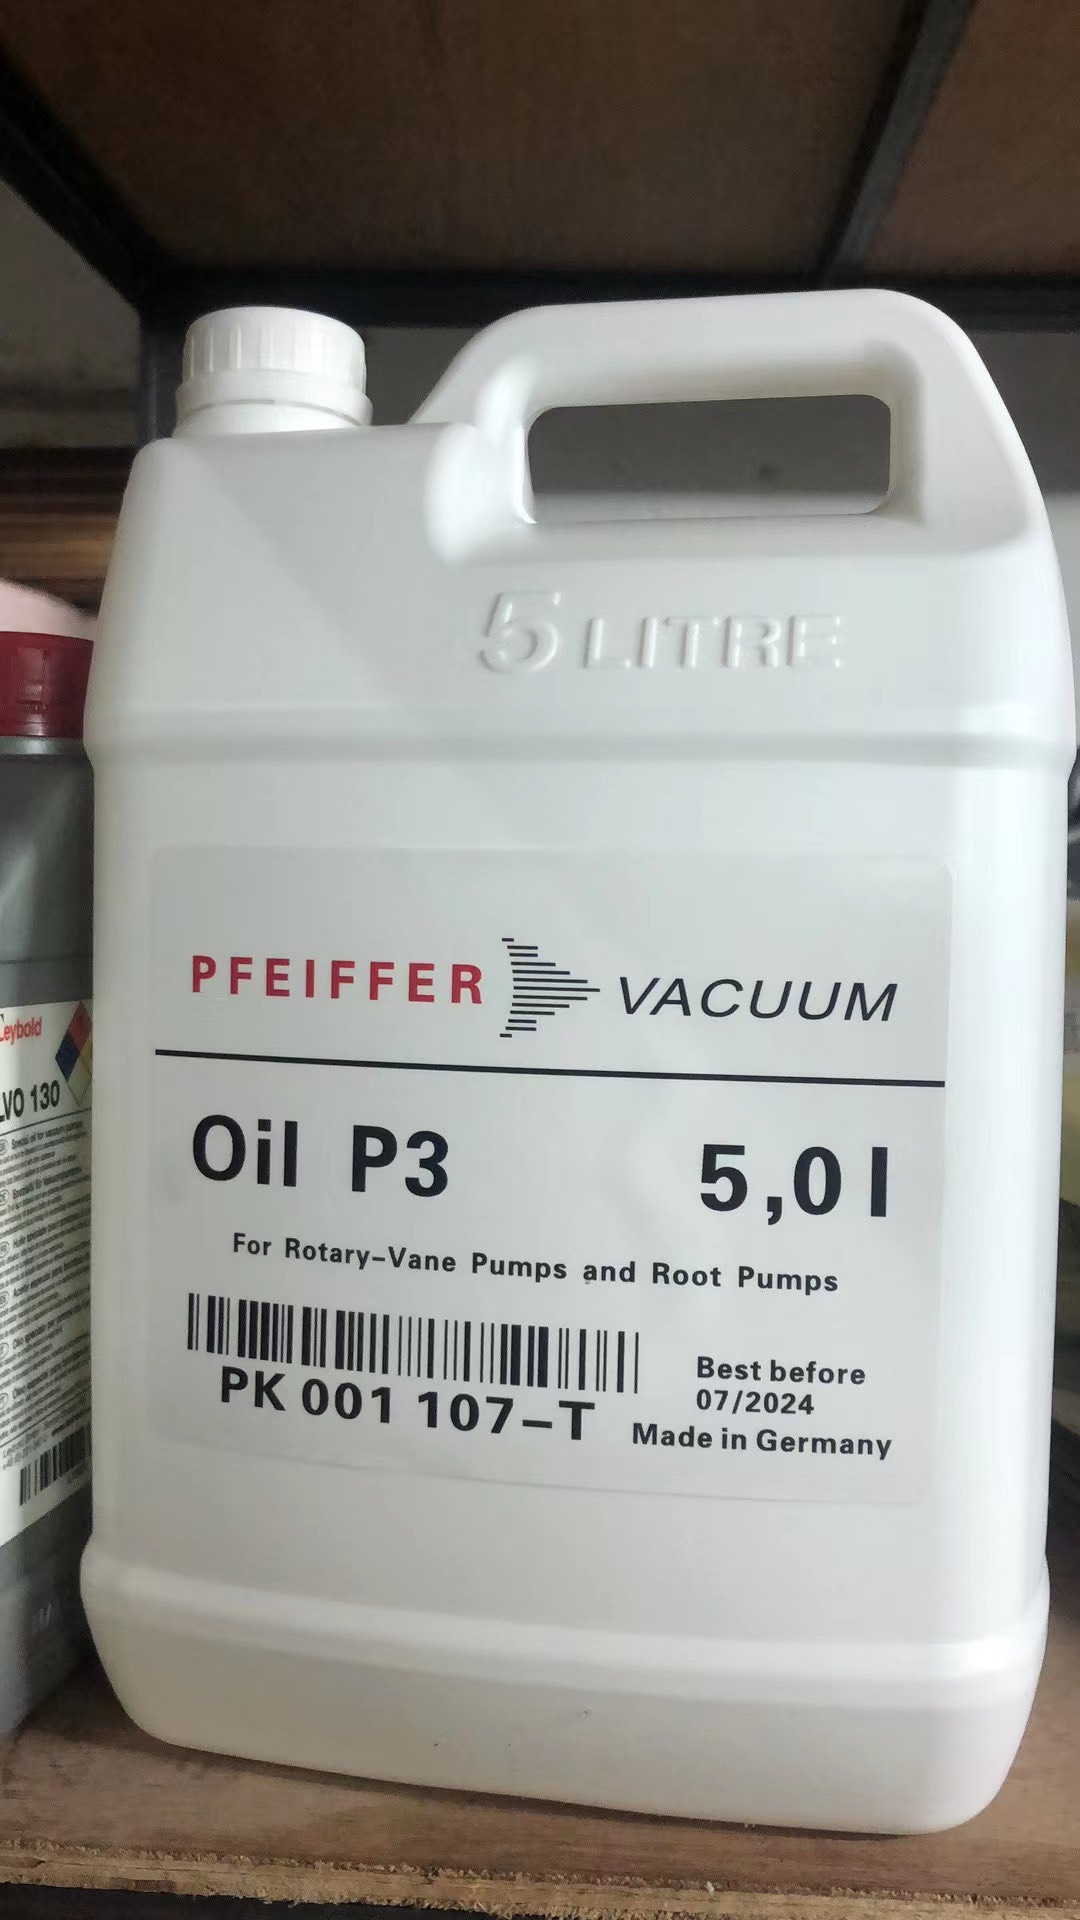 5 LITRE
PFEIFFER VACUUM
Oil P3 5,0 l
For Rotary-Vane Pumps and Root Pumps
PK 001 107-T
Best before
07/2024
Made in Germany
Leybold
LVO 130